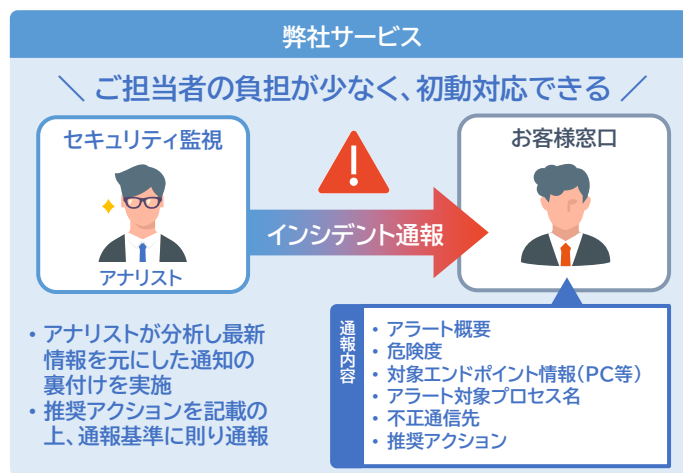 弊社サービス
＼ ご担当者の負担が少なく、初動対応できる ／
セキュリティ監視
アナリスト
インシデント通報
お客様窓口
・アナリストが分析し最新
情報を元にした通知の
裏付けを実施
・推奨アクションを記載の
上、通報基準に則り通報
通報内容
・アラート概要
・危険度
・対象エンドポイント情報(PC等)
・アラート対象プロセス名
・不正通信先
・推奨アクション